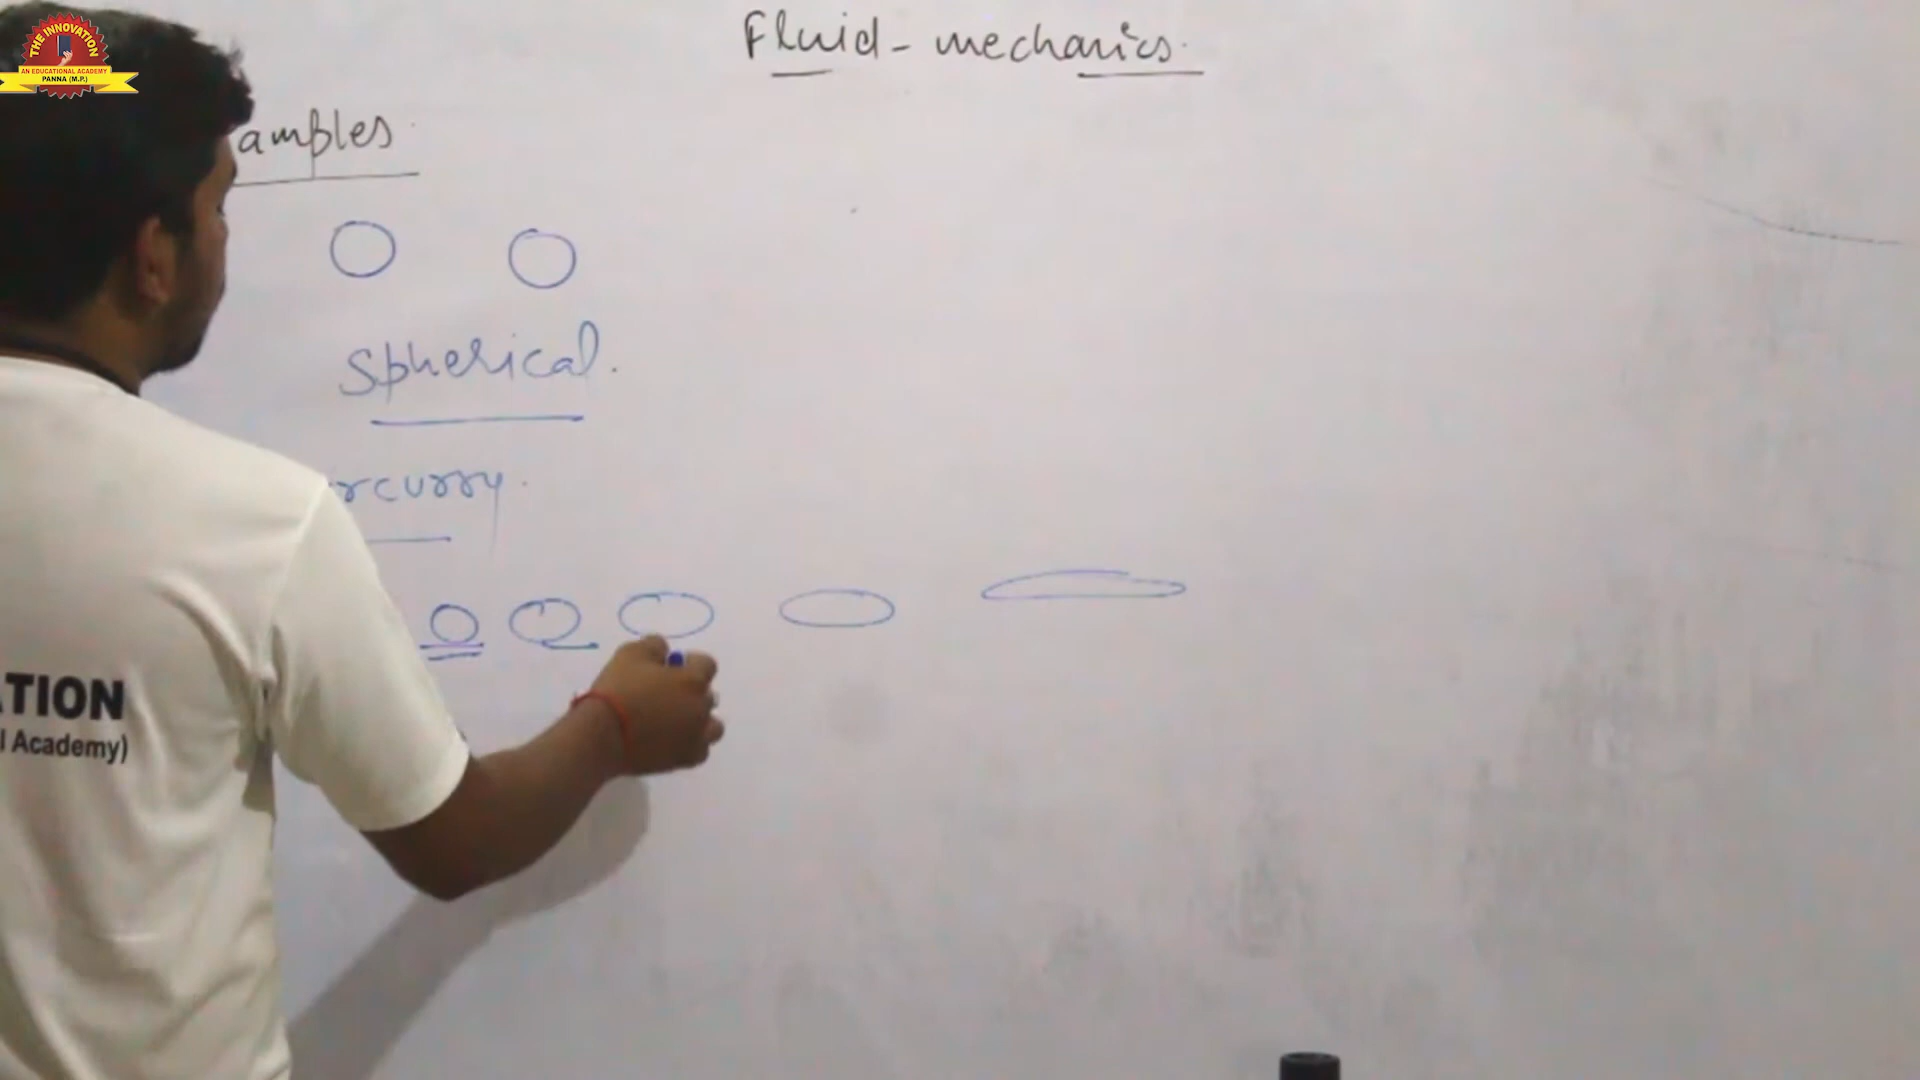 THE INNOVATION
AN EDUCATIONAL ACADEMY
PANNA (M.P.)
Fluid - mechanics.
amples
Spherical.
rcurry.
ATION
l Academy)